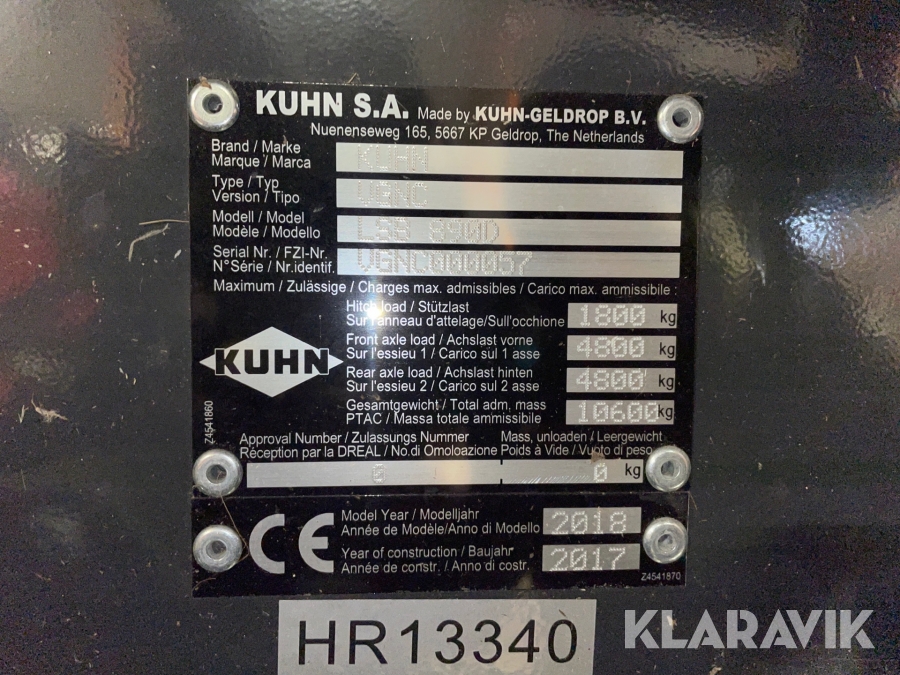 KUHN S.A. Made by KUHN-GELDROP B.V.
Nuenenseweg 165, 5667 KP Geldrop, The Netherlands
Brand / Marke
Marque / Marca
KUHN
Type / Typ
Version / Tipo
VGNC
Modell / Model
Modèle / Modello
LSB 890D
Serial Nr. / FZI-Nr.
N°Série / Nr.identif.
VGNC000057
Maximum / Zulässige / Charges max. admissibles / Carico max. ammissibile :
Hitch load / Stützlast
Sur l'anneau d'attelage/Sull'occhione
1800 kg
Front axle load / Achslast vorne
Sur l'essieu 1 / Carico sul 1 asse
4800 kg
Rear axle load / Achslast hinten
Sur l'essieu 2 / Carico sul 2 asse
4800 kg
Gesamtgewicht / Total adm. mass
PTAC / Massa totale ammissibile
10600 kg
KUHN
Z4541860
Approval Number / Zulassungs Nummer
Réception par la DREAL / No.di Omoloazione
0
Mass, unloaden / Leergewicht
Poids à Vide / Vuoto di peso
0 kg
CE
Model Year / Modelljahr
Année de Modèle/Anno di Modello
2018
Year of construction / Baujahr
Année de constr. / Anno di costr.
2017
Z4541870
HR13340
KLARAVIK